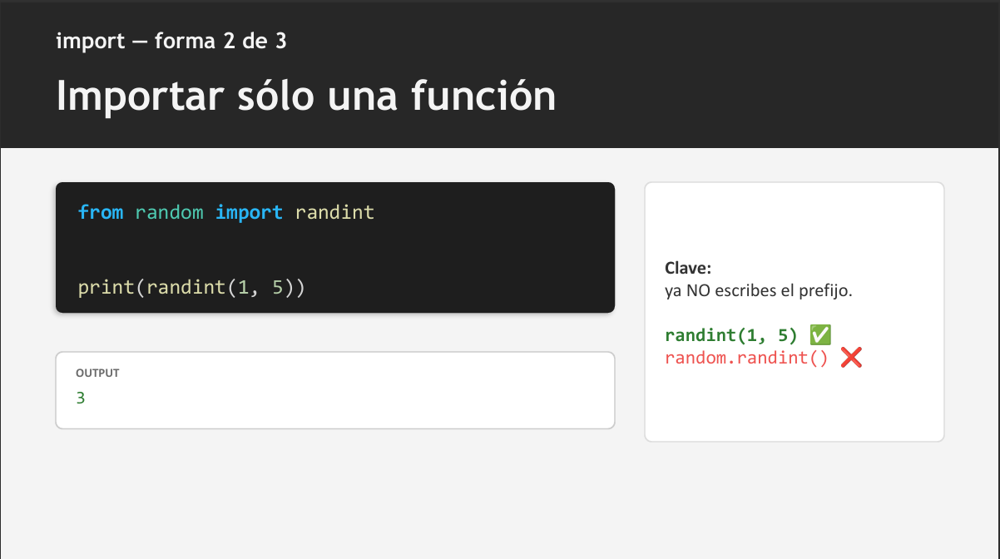 import — forma 2 de 3
Importar sólo una función
from random import randint
print(randint(1, 5))
OUTPUT
3
Clave:
ya NO escribes el prefijo.
randint(1, 5) ✅
random.randint() ❌